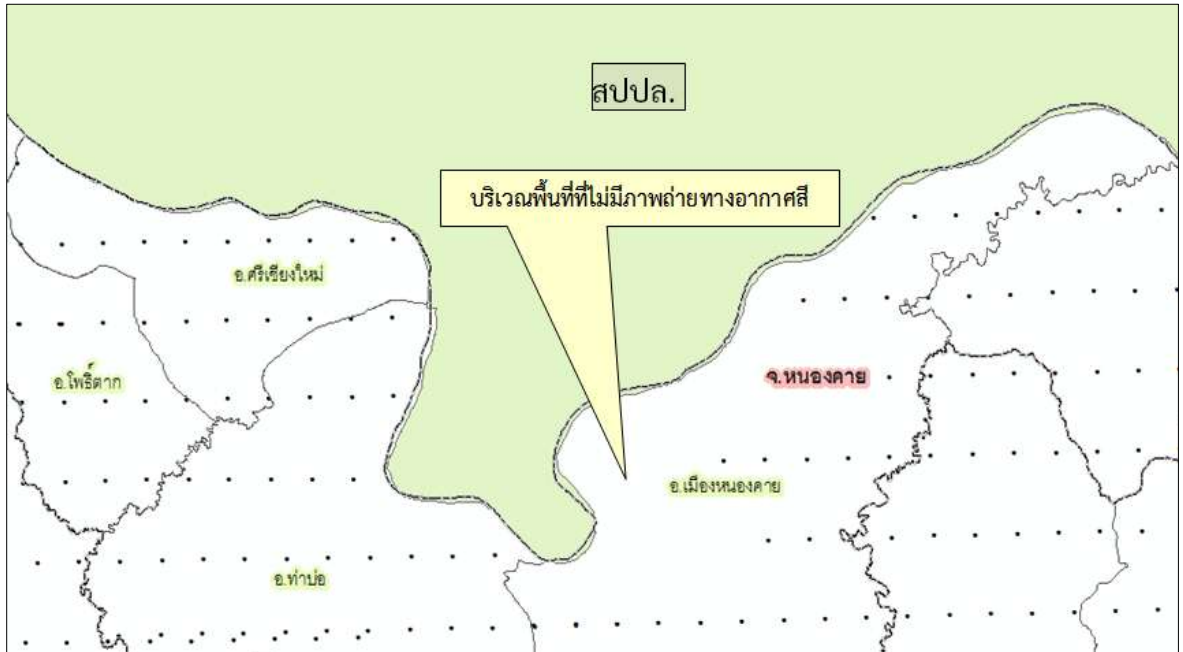 สปปล.
บริเวณพื้นที่ที่ไม่มีภาพถ่ายทางอากาศสี
อ.ศรีเชียงใหม่
อ.โพธิ์ตาก
จ.หนองคาย
อ.เมืองหนองคาย
อ.ท่าบ่อ